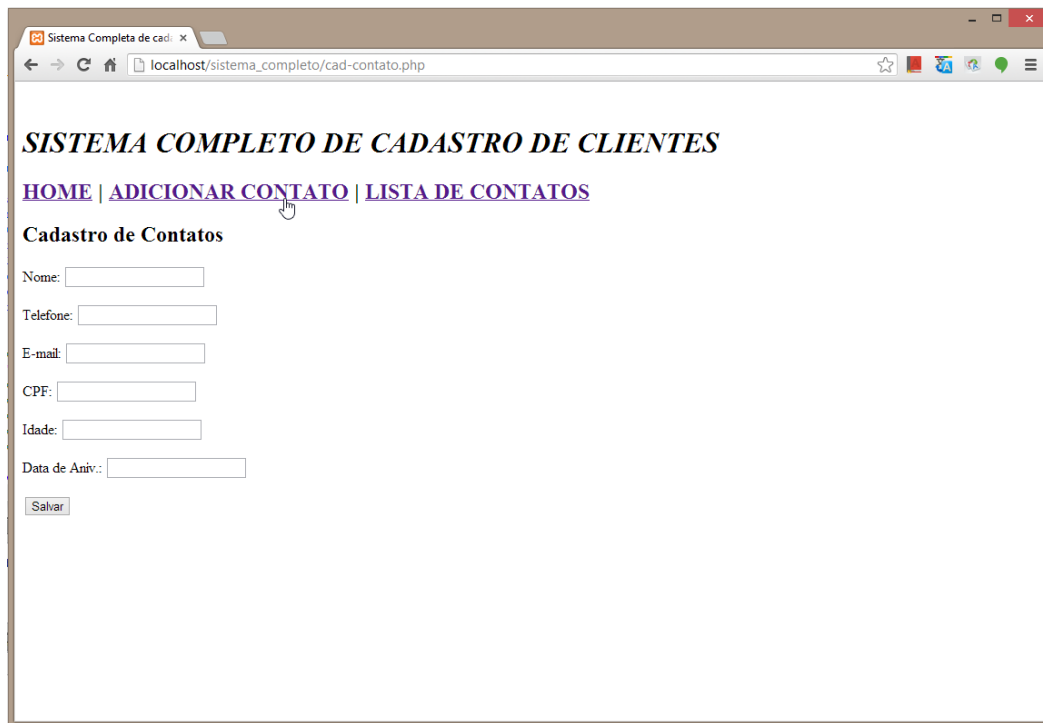 Sistema Completa de cad
localhost/sistema_completo/cad-contato.php
SISTEMA COMPLETO DE CADASTRO DE CLIENTES
HOME | ADICIONAR CONTATO | LISTA DE CONTATOS
Cadastro de Contatos
Nome:
Telefone:
E-mail:
CPF:
Idade:
Data de Aniv.:
Salvar